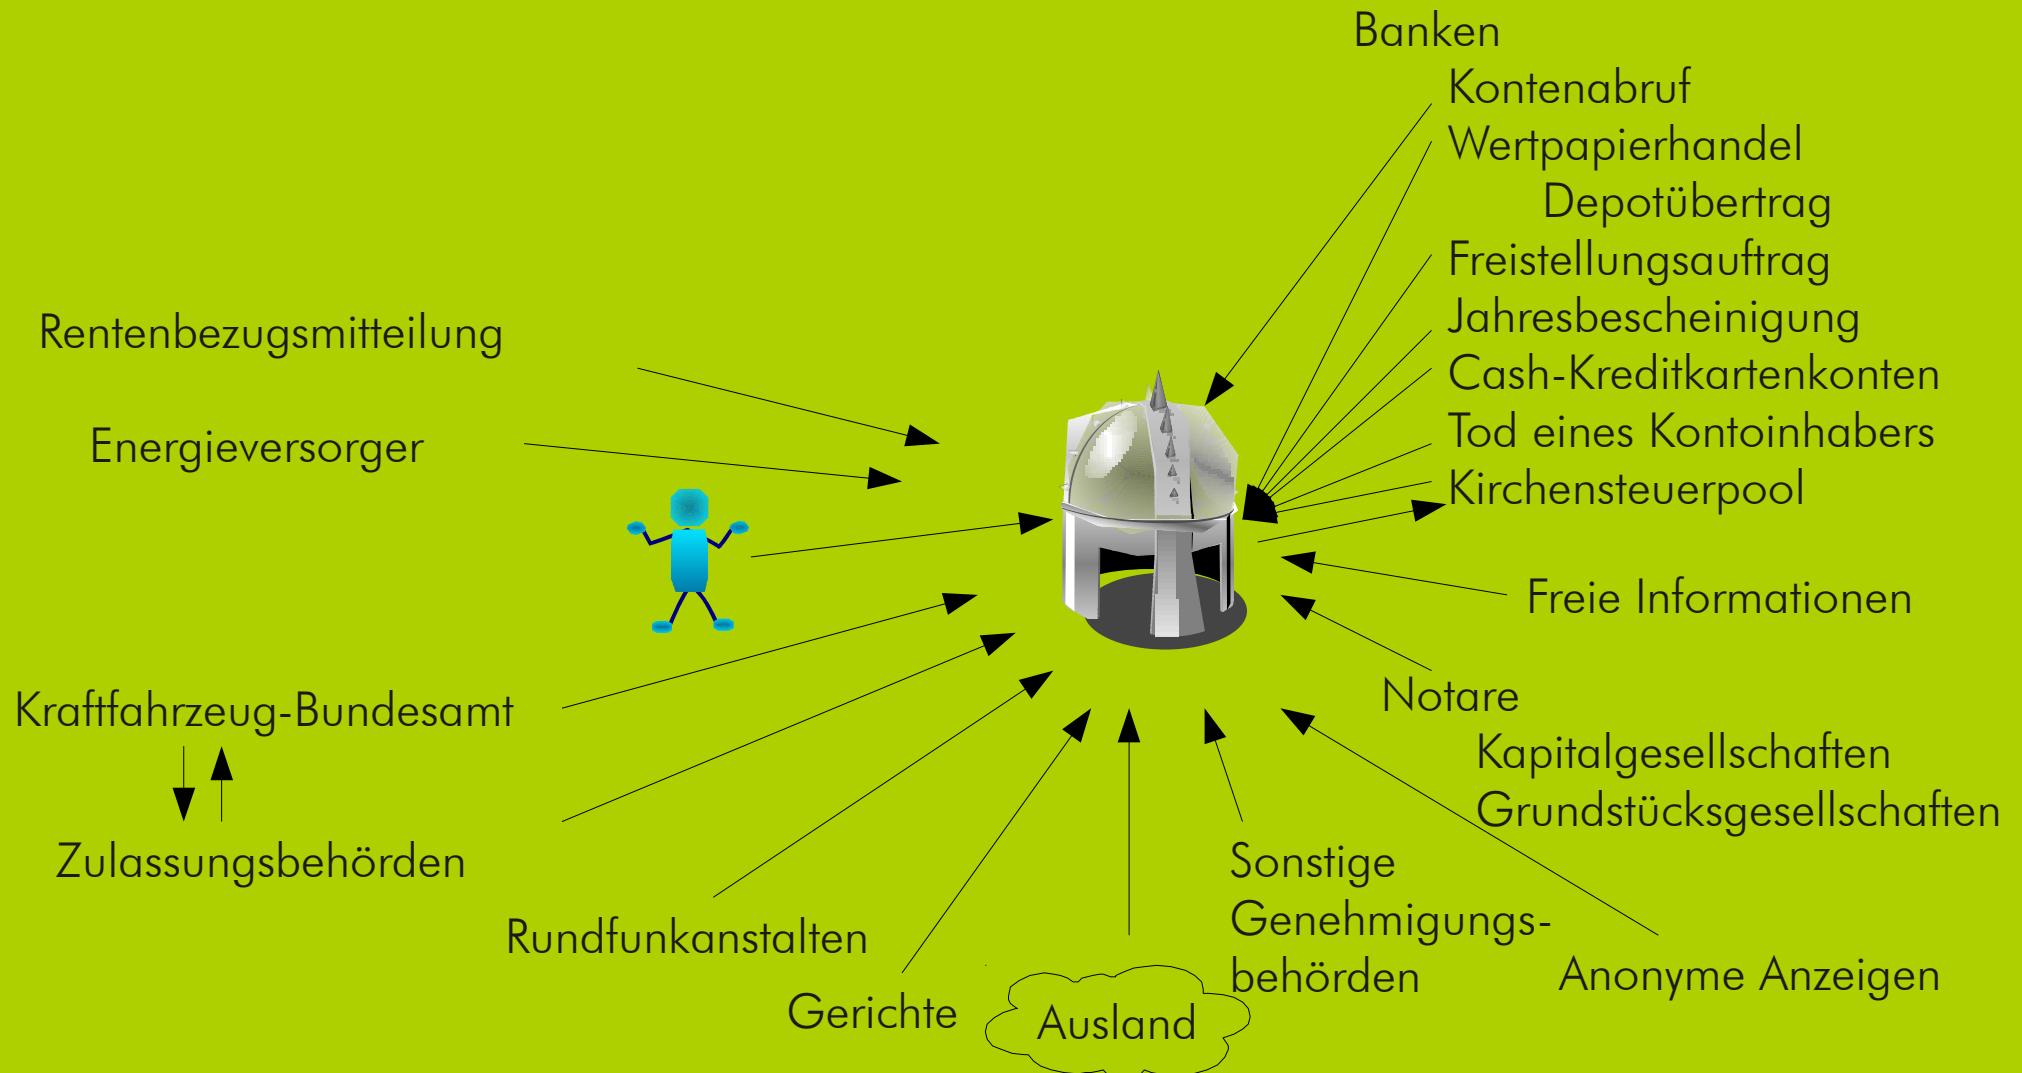 Banken
Kontenabruf
Wertpapierhandel
Depotübertrag
Freistellungsauftrag
Jahresbescheinigung
Cash-Kreditkartenkonten
Tod eines Kontoinhabers
Kirchensteuerpool
Freie Informationen
Notare
Kapitalgesellschaften
Grundstücksgesellschaften
Rentenbezugsmitteilung
Energieversorger
Kraftfahrzeug-Bundesamt
Zulassungsbehörden
Rundfunkanstalten
Gerichte
Ausland
Sonstige
Genehmigungs-
behörden
Anonyme Anzeigen